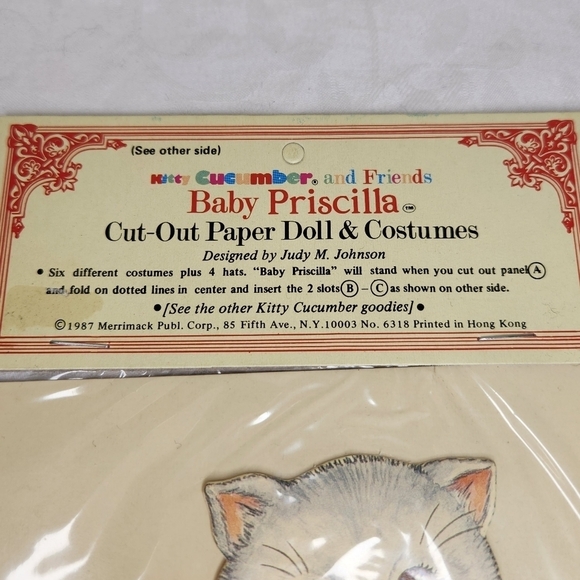 (See other side)
Kitty Cucumber® and Friends
Baby Priscilla™
Cut-Out Paper Doll & Costumes
Designed by Judy M. Johnson
• Six different costumes plus 4 hats. "Baby Priscilla" will stand when you cut out panel Ⓐ
and fold on dotted lines in center and insert the 2 slots Ⓑ – Ⓒ as shown on other side.
• [See the other Kitty Cucumber goodies] •
©1987 Merrimack Publ. Corp., 85 Fifth Ave., N.Y.10003 No. 6318 Printed in Hong Kong